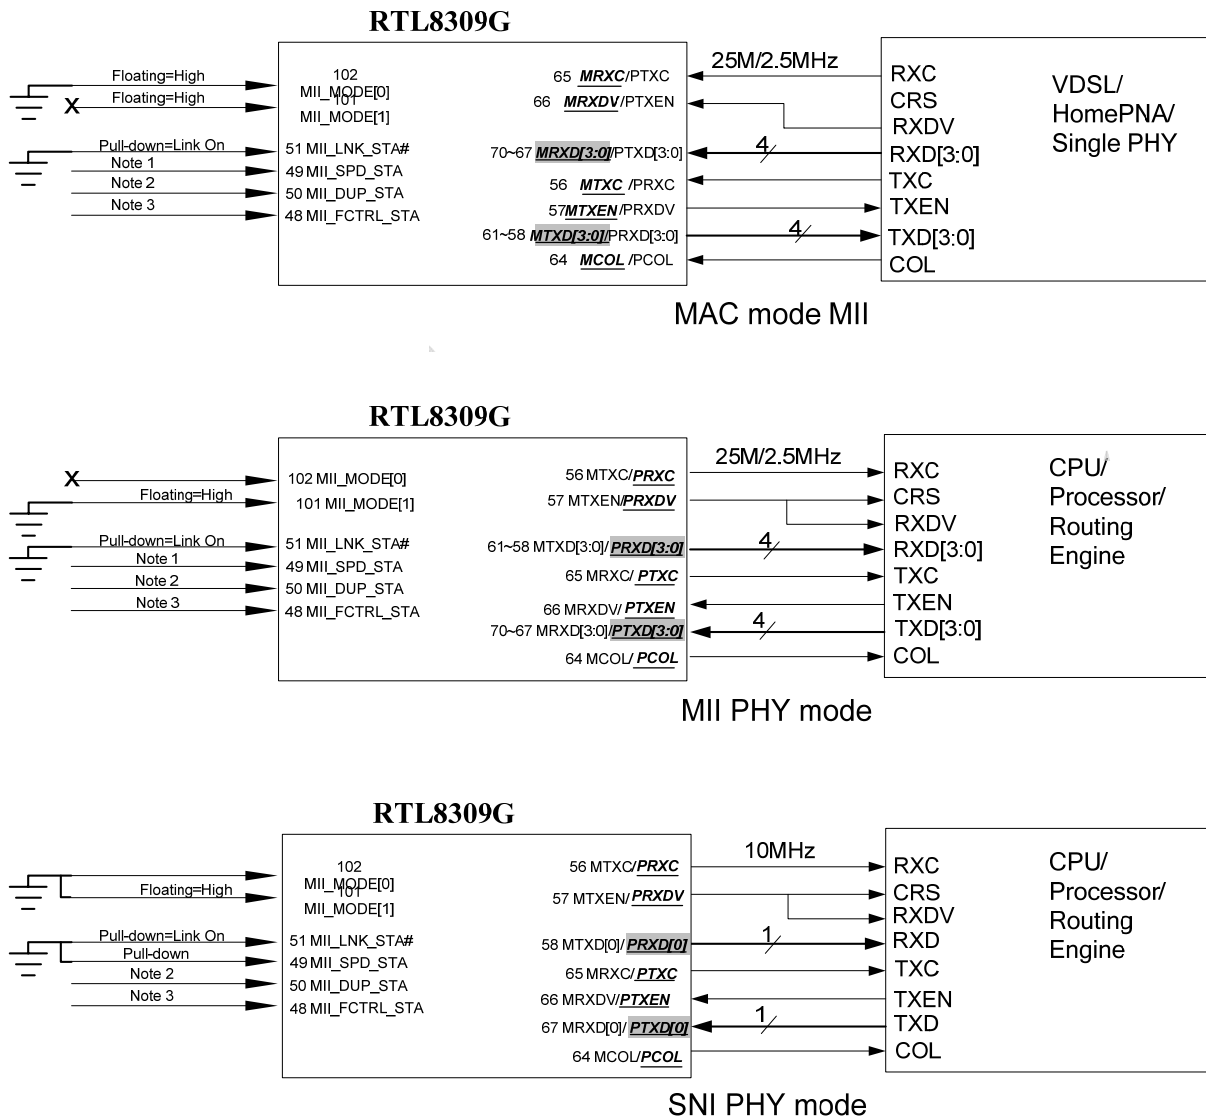 RTL8309G
Floating=High
Floating=High
102
MII_MODE[0]
101
MII_MODE[1]
Pull-down=Link On
51 MII_LNK_STA#
Note 1
49 MII_SPD_STA
Note 2
50 MII_DUP_STA
Note 3
48 MII_FCTRL_STA
65 MRXC/PTXC
66 MRXDV/PTXEN
70~67 MRXD[3:0]/PTXD[3:0]
56 MTXC /PRXC
57MTXEN/PRXDV
61~58 MTXD[3:0]/PRXD[3:0]
64 MCOL /PCOL
25M/2.5MHz
4
4
RXC
CRS
RXDV
RXD[3:0]
TXC
TXEN
TXD[3:0]
COL
VDSL/
HomePNA/
Single PHY
MAC mode MII
RTL8309G
X
X
102 MII_MODE[0]
Floating=High
101 MII_MODE[1]
Pull-down=Link On
51 MII_LNK_STA#
Note 1
49 MII_SPD_STA
Note 2
50 MII_DUP_STA
Note 3
48 MII_FCTRL_STA
56 MTXC/PRXC
57 MTXEN/PRXDV
61~58 MTXD[3:0]/PRXD[3:0]
65 MRXC/ PTXC
66 MRXDV/ PTXEN
70~67 MRXD[3:0]/PTXD[3:0]
64 MCOL/ PCOL
25M/2.5MHz
4
4
RXC
CRS
RXDV
RXD[3:0]
TXC
TXEN
TXD[3:0]
COL
CPU/
Processor/
Routing
Engine
MII PHY mode
RTL8309G
102
MII_MODE[0]
Floating=High
101
MII_MODE[1]
Pull-down=Link On
51 MII_LNK_STA#
Pull-down
49 MII_SPD_STA
Note 2
50 MII_DUP_STA
Note 3
48 MII_FCTRL_STA
56 MTXC/PRXC
57 MTXEN/PRXDV
58 MTXD[0]/ PRXD[0]
65 MRXC/PTXC
66 MRXDV/PTXEN
67 MRXD[0]/ PTXD[0]
64 MCOL/PCOL
10MHz
1
1
RXC
CRS
RXDV
RXD
TXC
TXEN
TXD
COL
CPU/
Processor/
Routing
Engine
SNI PHY mode